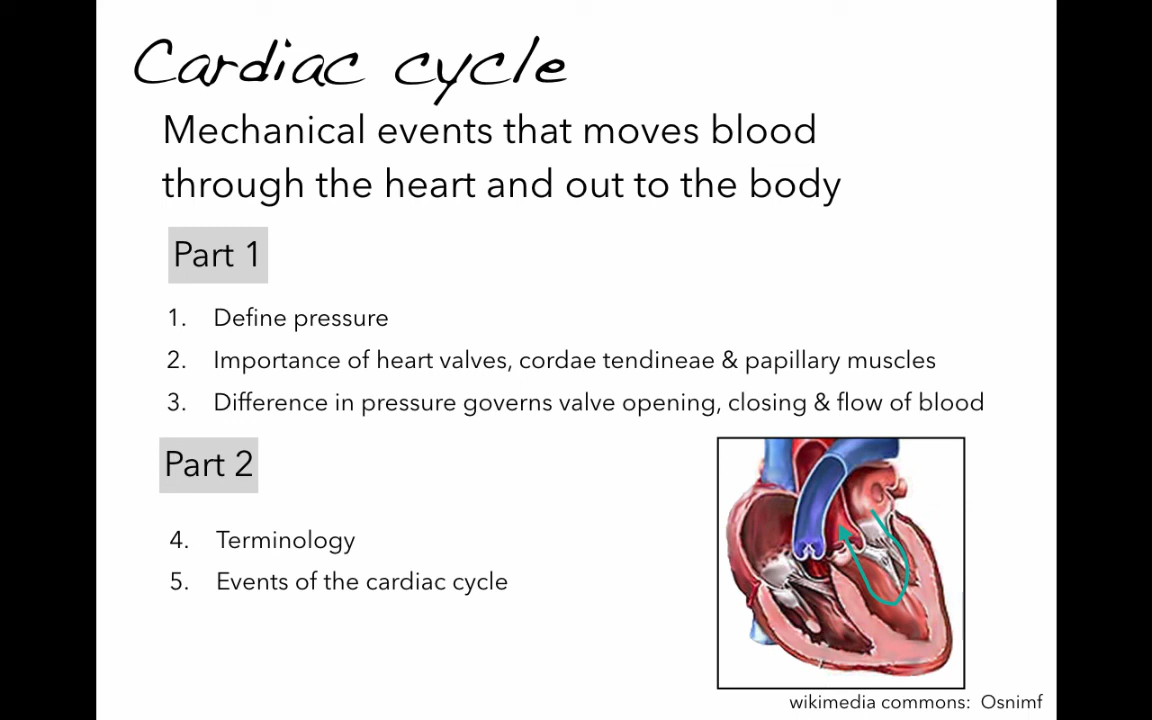 Cardiac cycle
Mechanical events that moves blood
through the heart and out to the body
Part 1
1. Define pressure
2. Importance of heart valves, cordae tendineae & papillary muscles
3. Difference in pressure governs valve opening, closing & flow of blood
Part 2
4. Terminology
5. Events of the cardiac cycle
wikimedia commons: Osnimf